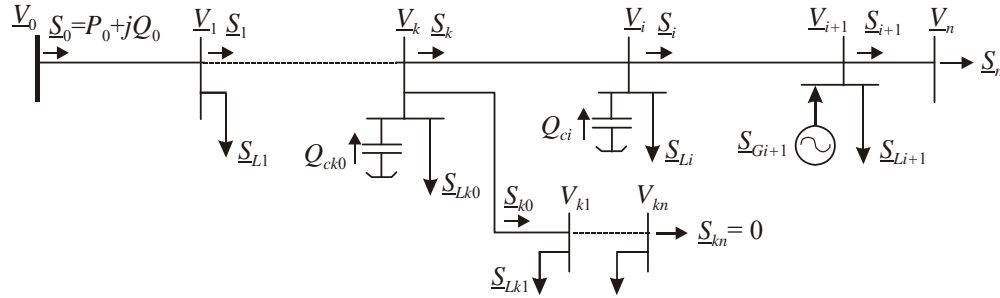 V0 S0=P0+jQ0 V1 S1 Vk Sk Vi Si Vi+1 Si+1 Vn
Sn
Qck0 Qci SGi+1 SLi+1
SL1 SLk0 SLi
Sk0 Vk1 Vkn
Skn = 0
SLk1